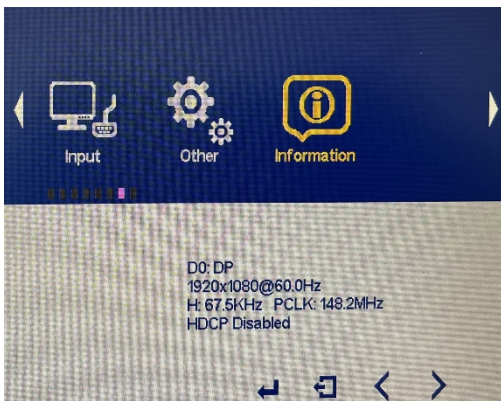 Input
Other
Information
D0: DP
1920x1080@60.0Hz
H: 67.5KHz PCLK: 148.2MHz
HDCP Disabled